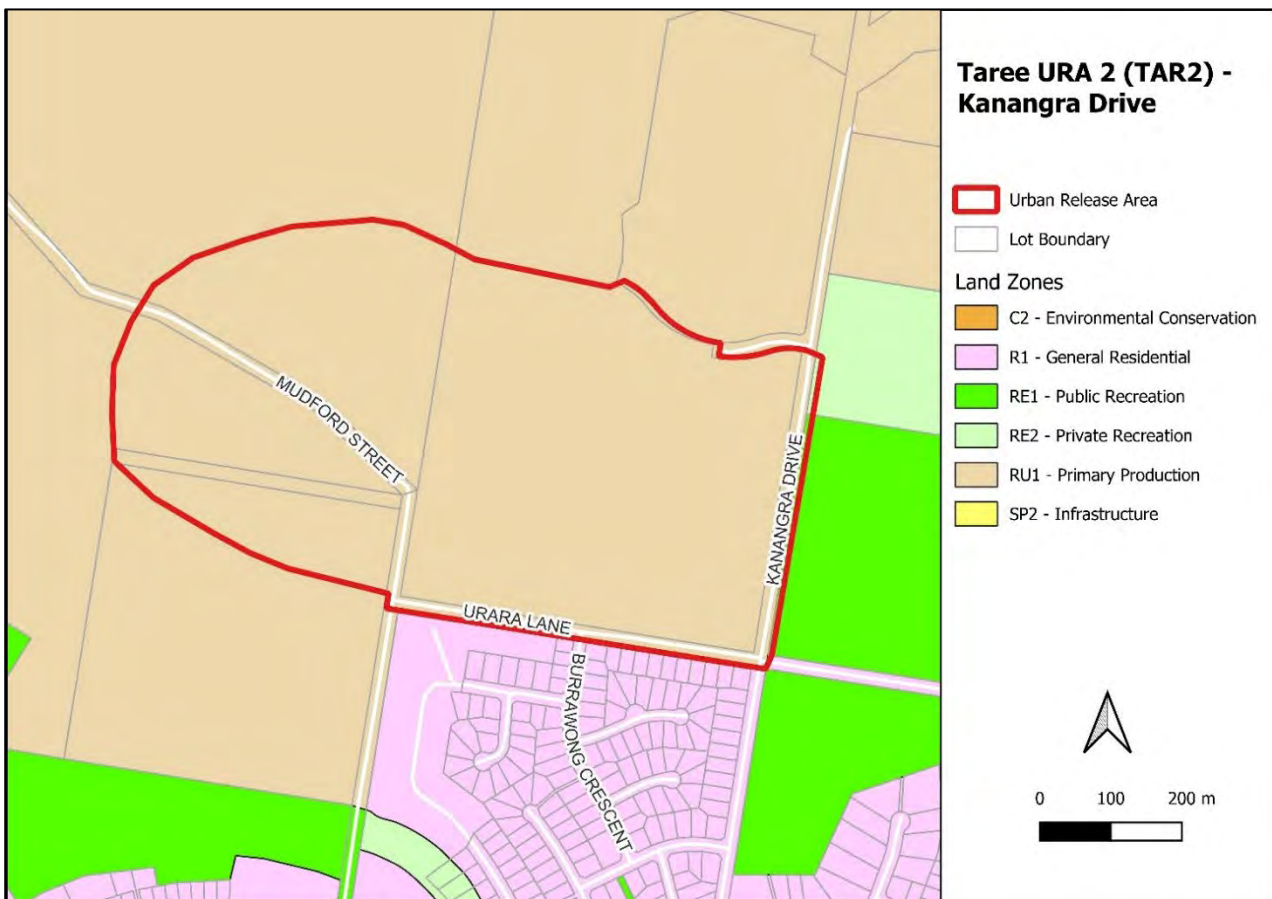 Taree URA 2 (TAR2) -
Kanangra Drive
Urban Release Area
Lot Boundary
Land Zones
C2 - Environmental Conservation
R1 - General Residential
RE1 - Public Recreation
RE2 - Private Recreation
RU1 - Primary Production
SP2 - Infrastructure
0 100 200 m
MUDFORD STREET
KANANGRA DRIVE
URARA LANE
BURRAWONG CRESCENT